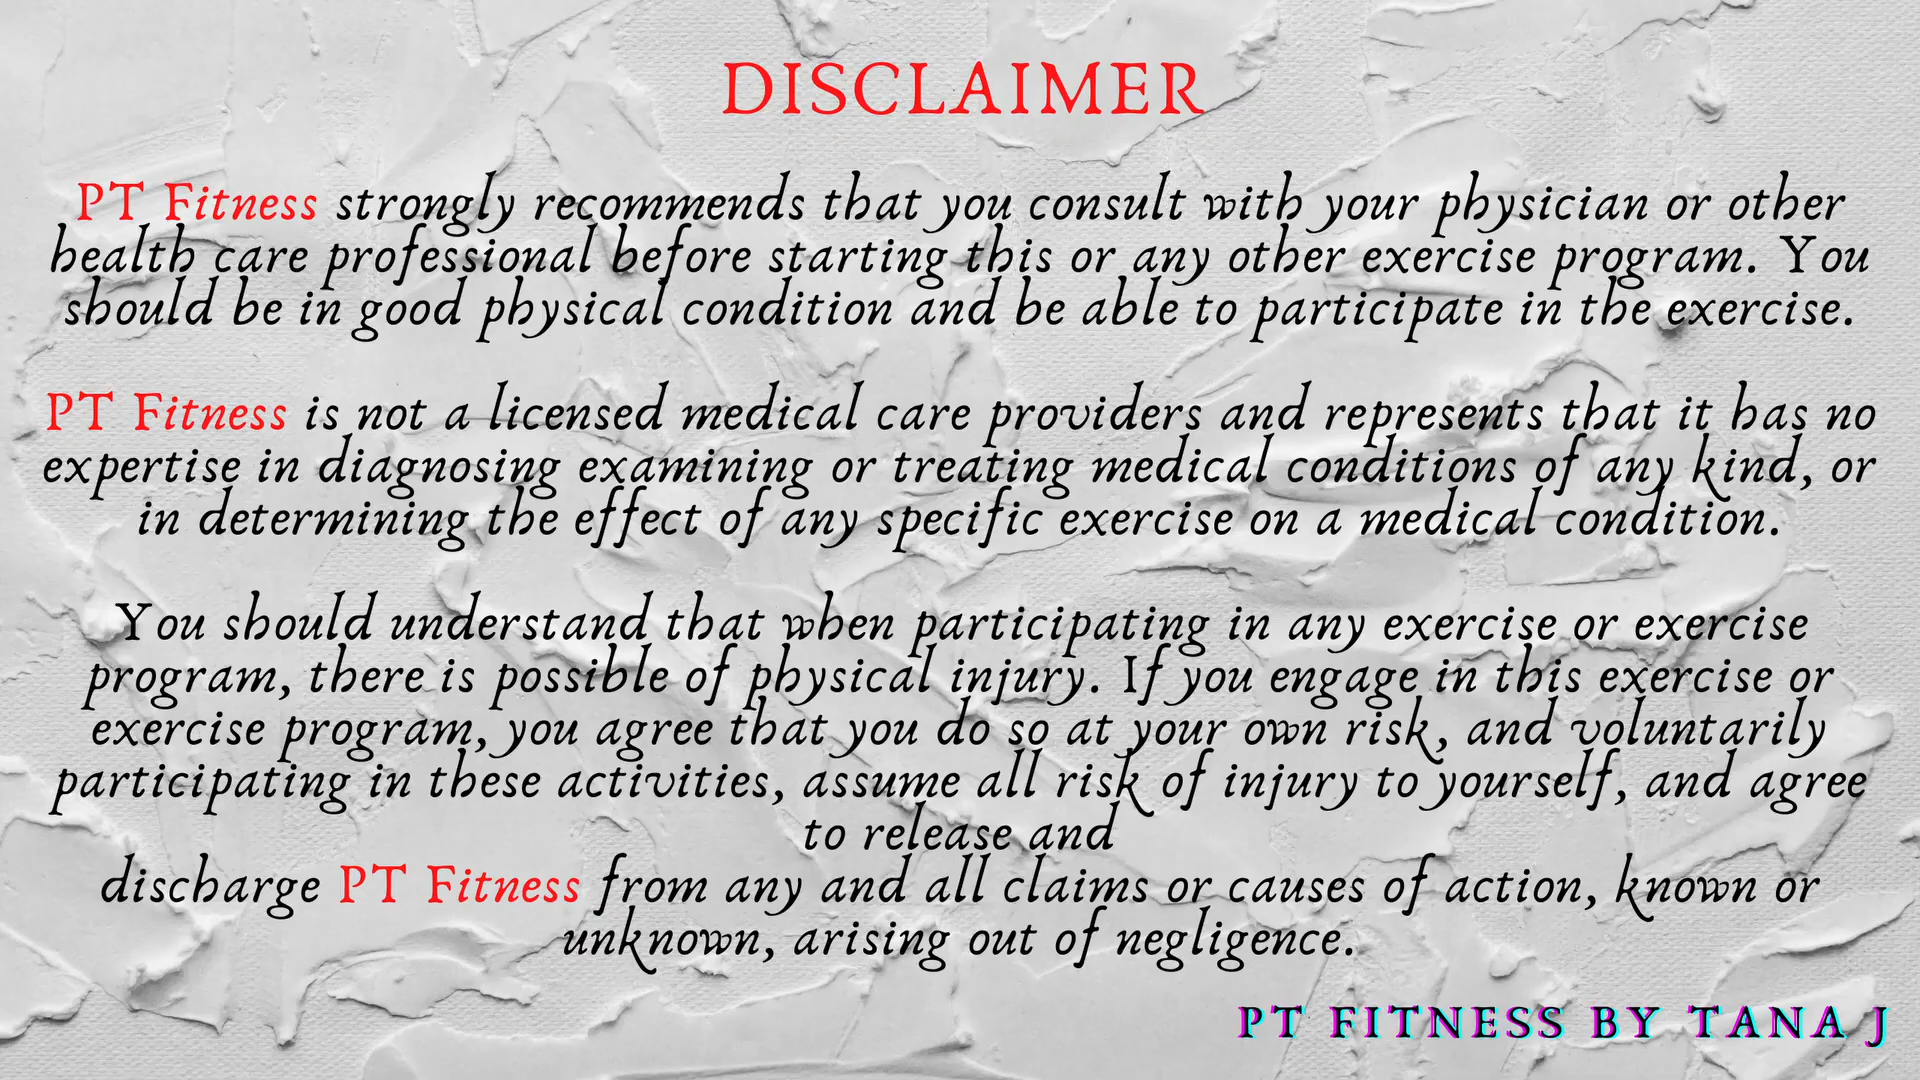 DISCLAIMER
PT Fitness strongly recommends that you consult with your physician or other
health care professional before starting this or any other exercise program. You
should be in good physical condition and be able to participate in the exercise.
PT Fitness is not a licensed medical care providers and represents that it has no
expertise in diagnosing examining or treating medical conditions of any kind, or
in determining the effect of any specific exercise on a medical condition.
You should understand that when participating in any exercise or exercise
program, there is possible of physical injury. If you engage in this exercise or
exercise program, you agree that you do so at your own risk, and voluntarily
participating in these activities, assume all risk of injury to yourself, and agree
to release and
discharge PT Fitness from any and all claims or causes of action, known or
unknown, arising out of negligence.
PT FITNESS BY TANA J